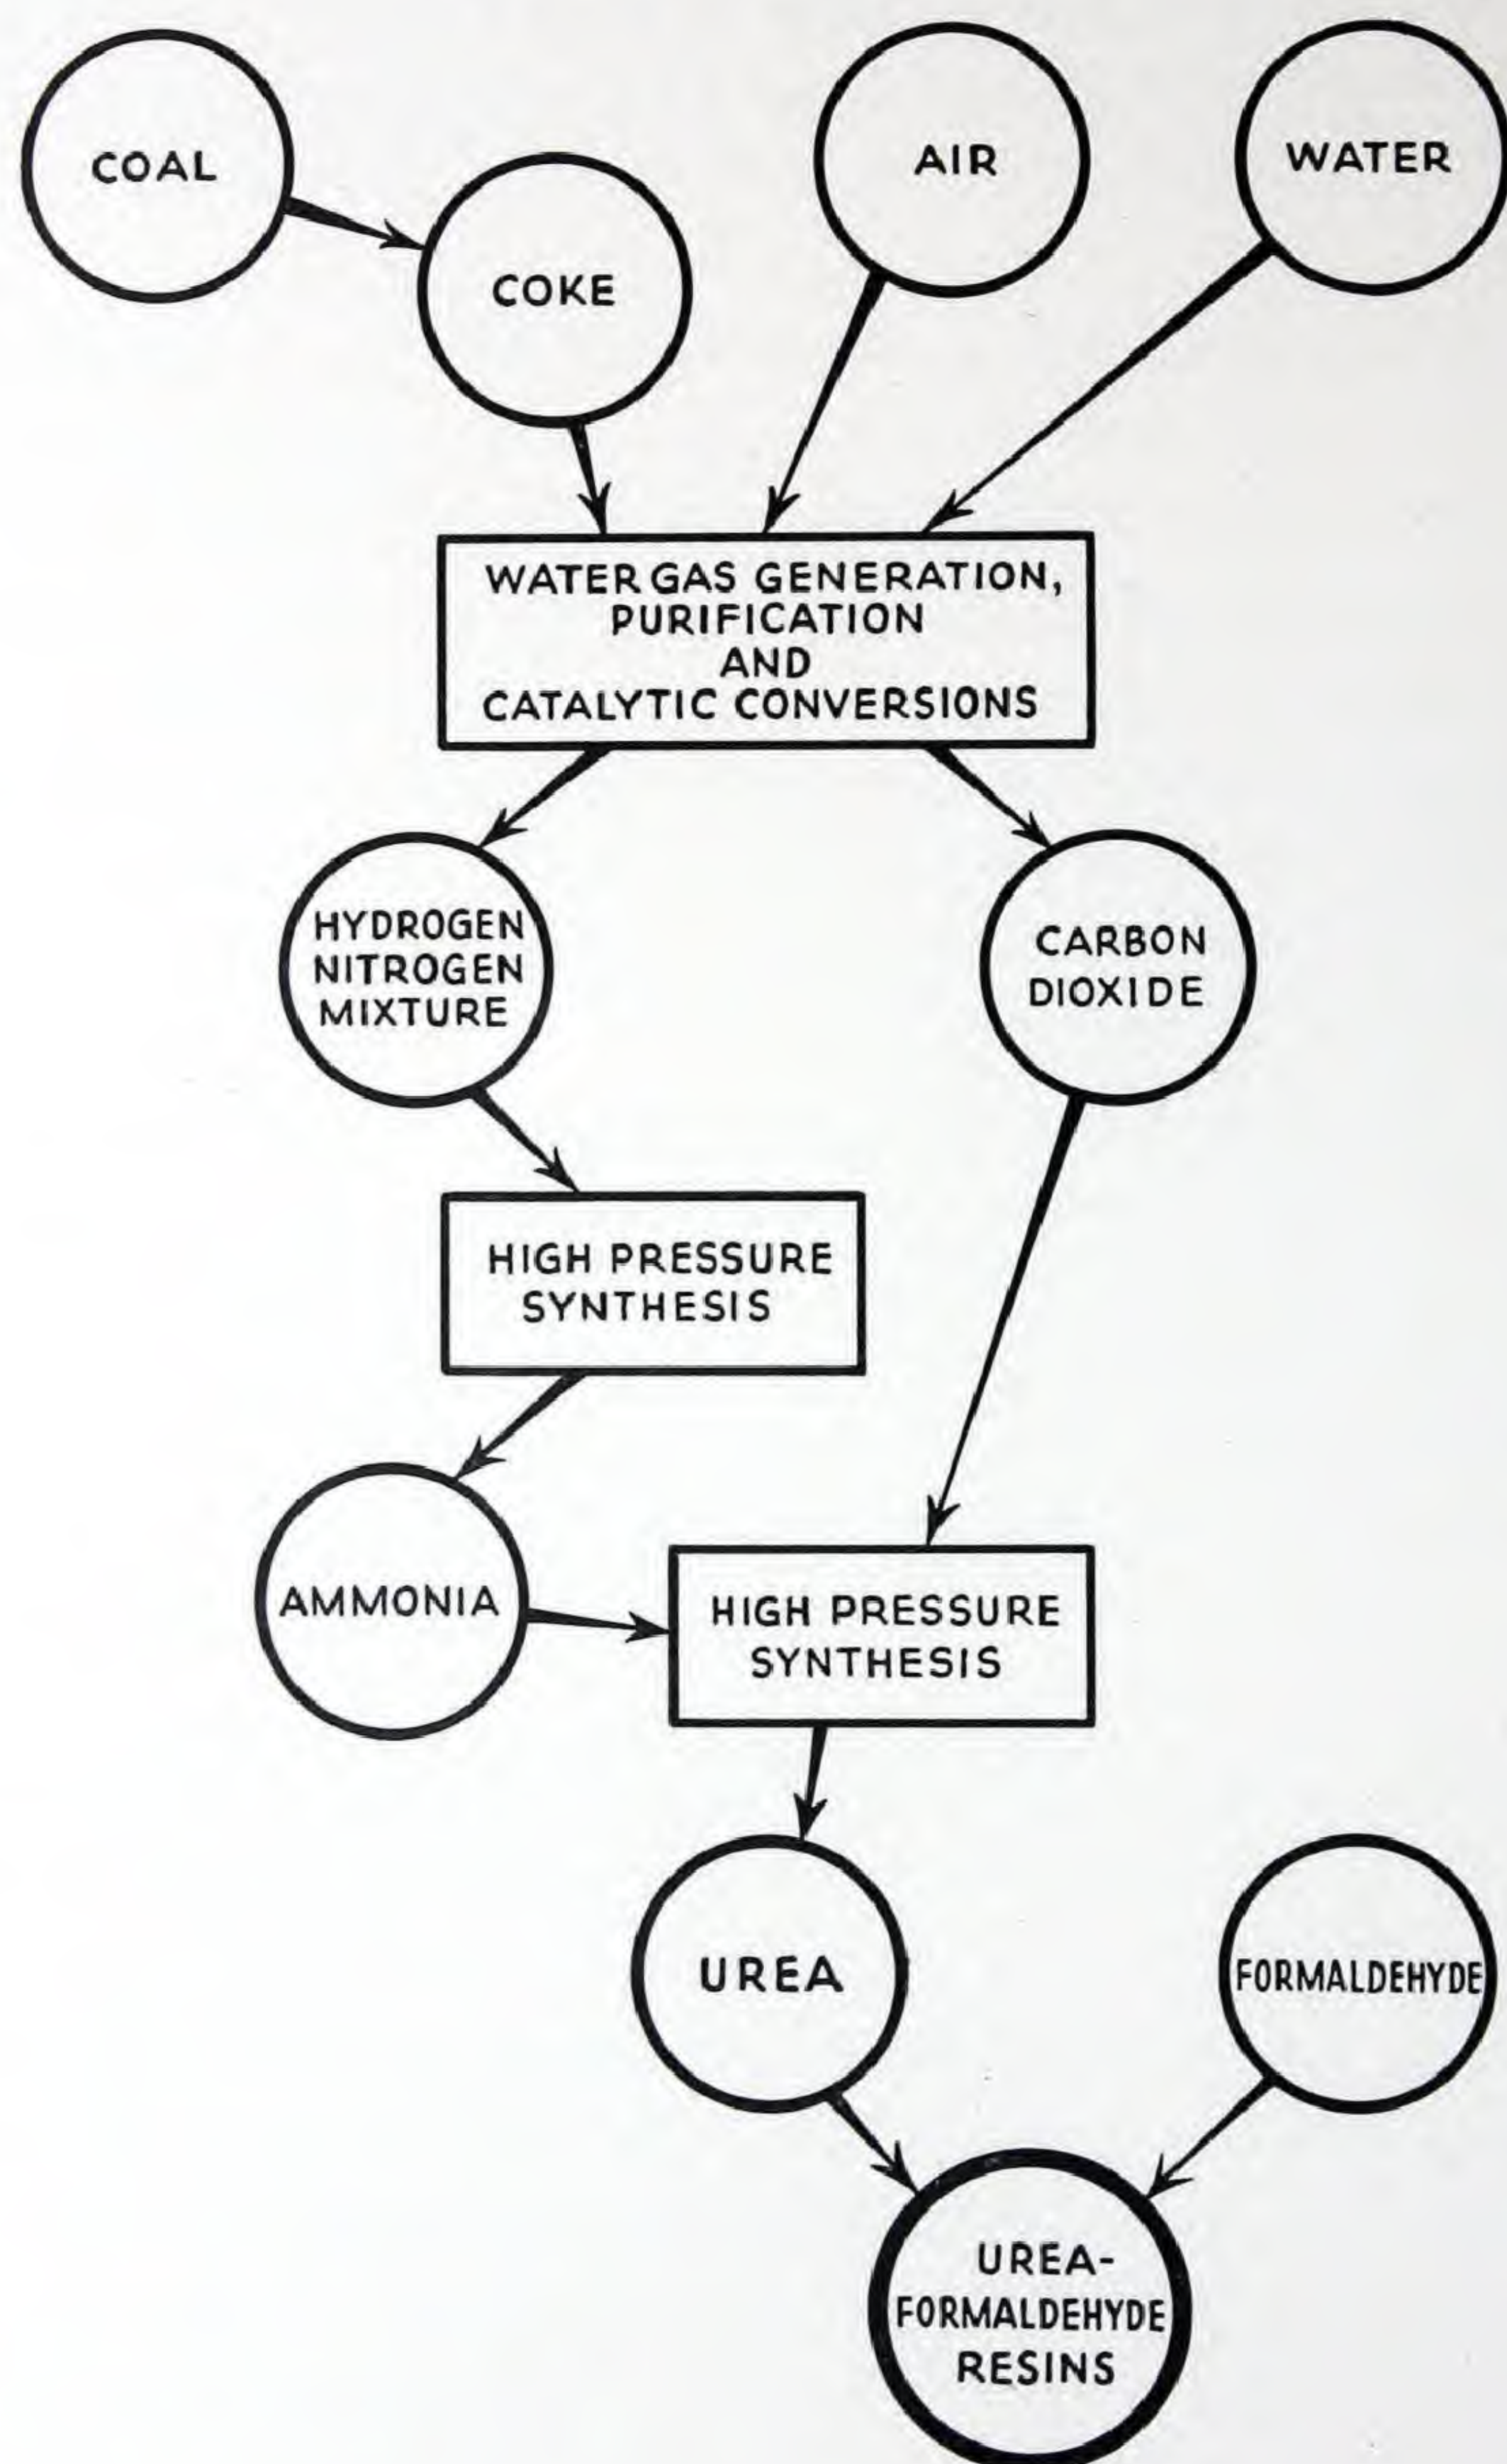 COAL
AIR
WATER
COKE
WATER GAS GENERATION,
PURIFICATION
AND
CATALYTIC CONVERSIONS
HYDROGEN
NITROGEN
MIXTURE
CARBON
DIOXIDE
HIGH PRESSURE
SYNTHESIS
AMMONIA
HIGH PRESSURE
SYNTHESIS
UREA
FORMALDEHYDE
UREA-
FORMALDEHYDE
RESINS